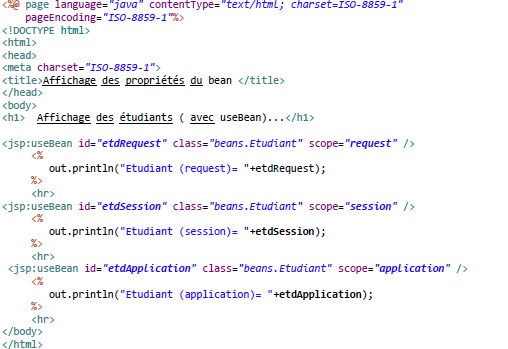 <%@ page language="java" contentType="text/html; charset=ISO-8859-1"
    pageEncoding="ISO-8859-1"%>
<!DOCTYPE html>
<html>
<head>
<meta charset="ISO-8859-1">
<title>Affichage des propriétés du bean </title>
</head>
<body>
<h1>  Affichage des étudiants ( avec useBean)...</h1>
<jsp:useBean id="etdRequest" class="beans.Etudiant" scope="request" />
<%
out.println("Etudiant (request)= "+etdRequest);
%>
<hr>
<jsp:useBean id="etdSession" class="beans.Etudiant" scope="session" />
<%
out.println("Etudiant (session)= "+etdSession);
%>
<hr>
<jsp:useBean id="etdApplication" class="beans.Etudiant" scope="application" />
<%
out.println("Etudiant (application)= "+etdApplication);
%>
<hr>
</body>
</html>